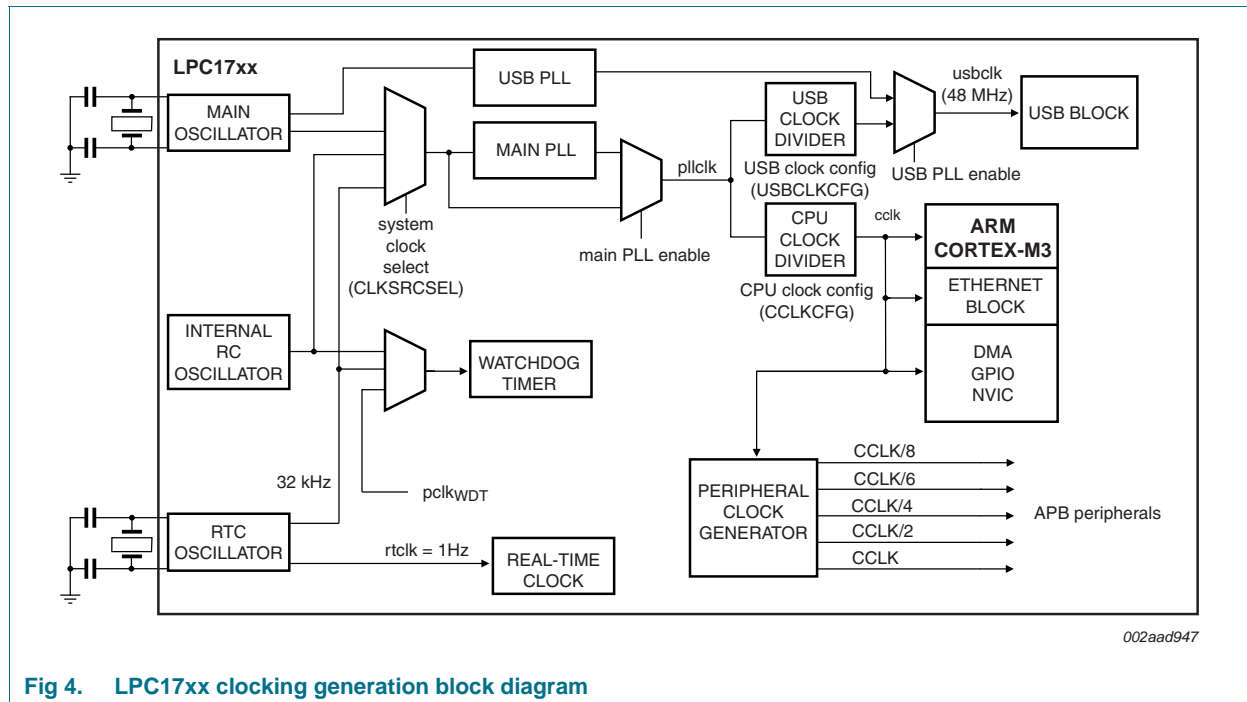 LPC17xx
MAIN
OSCILLATOR
USB PLL
MAIN PLL
system
clock
select
(CLKSRCSEL)
main PLL enable
pllclk
USB
CLOCK
DIVIDER
USB clock config
(USBCLKCFG)
usbclk
(48 MHz)
USB BLOCK
USB PLL enable
CPU
CLOCK
DIVIDER
CPU clock config
(CCLKCFG)
cclk
ARM
CORTEX-M3
ETHERNET
BLOCK
DMA
GPIO
NVIC
INTERNAL
RC
OSCILLATOR
WATCHDOG
TIMER
32 kHz
pclkWDT
RTC
OSCILLATOR
rtclk = 1Hz
REAL-TIME
CLOCK
PERIPHERAL
CLOCK
GENERATOR
CCLK/8
CCLK/6
CCLK/4
CCLK/2
CCLK
APB peripherals
002aad947
Fig 4. LPC17xx clocking generation block diagram